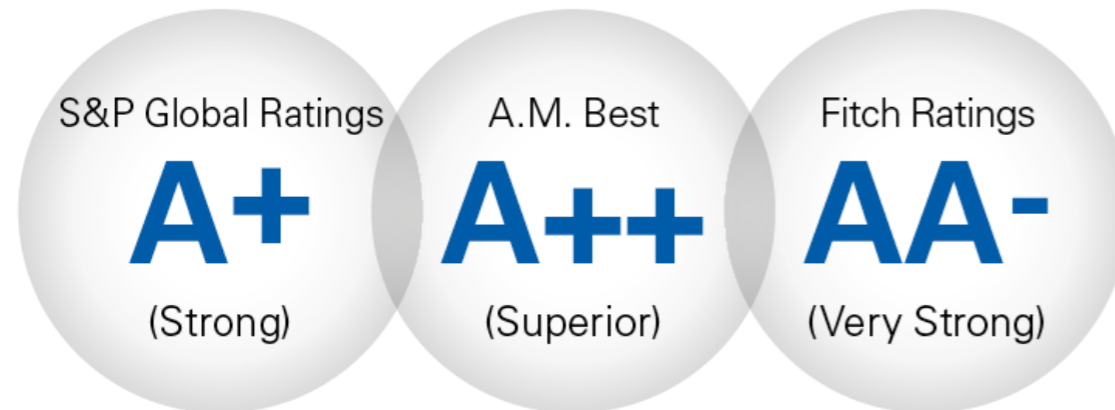 S&P Global Ratings
A+
(Strong)
A.M. Best
A++
(Superior)
Fitch Ratings
AA-
(Very Strong)